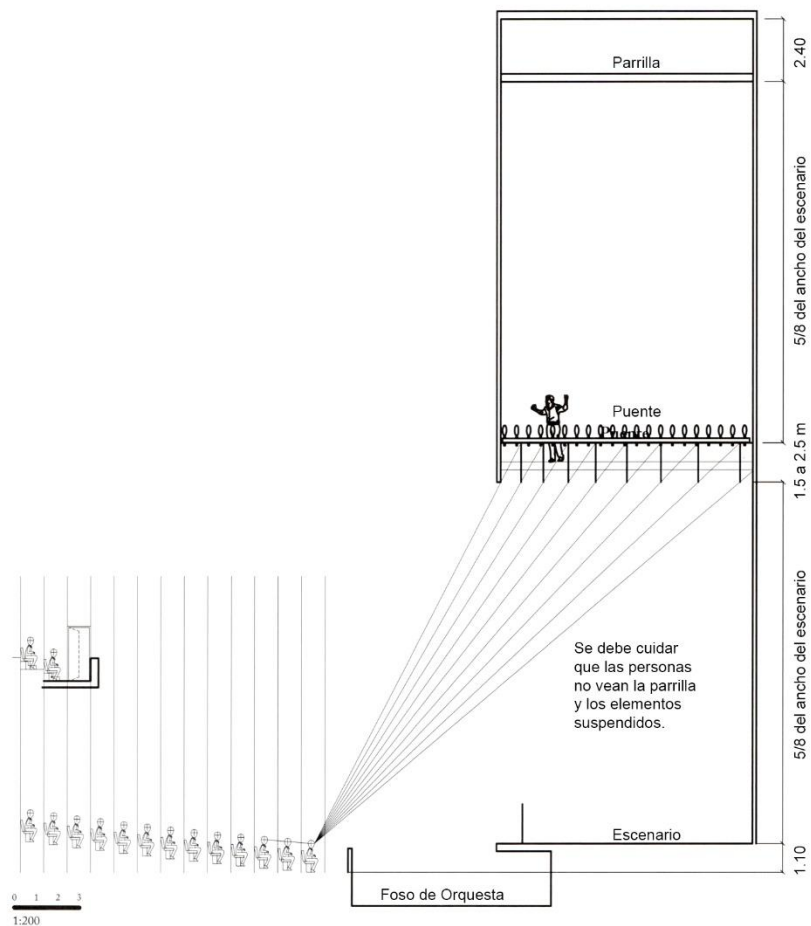 Parrilla
2.40
5/8 del ancho del escenario
Puente
Puente
1.5 a 2.5 m
Se debe cuidar
que las personas
no vean la parrilla
y los elementos
suspendidos.
5/8 del ancho del escenario
Escenario
1.10
Foso de Orquesta
0 1 2 3
1:200